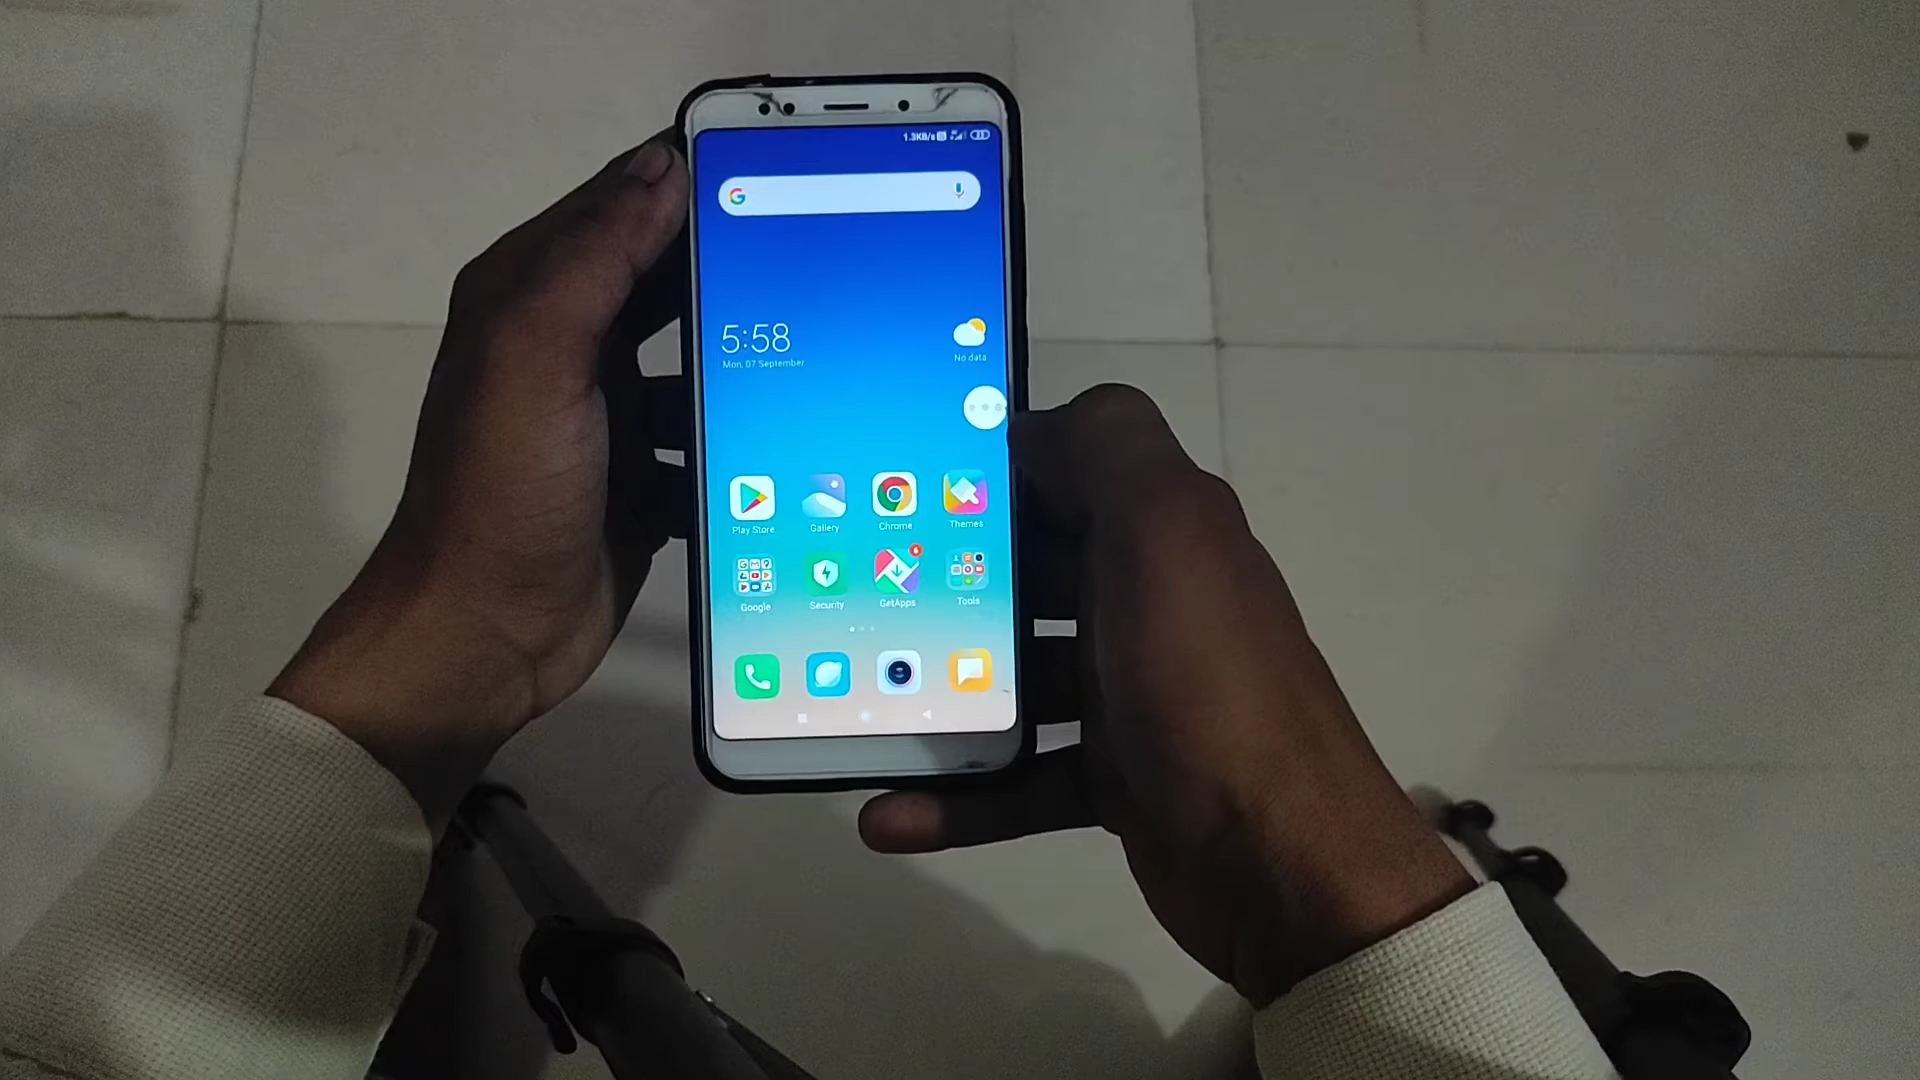 1.3KB/s
5:58
Mon, 07 September
No data
Play Store
Gallery
Chrome
Themes
Google
Security
GetApps
Tools